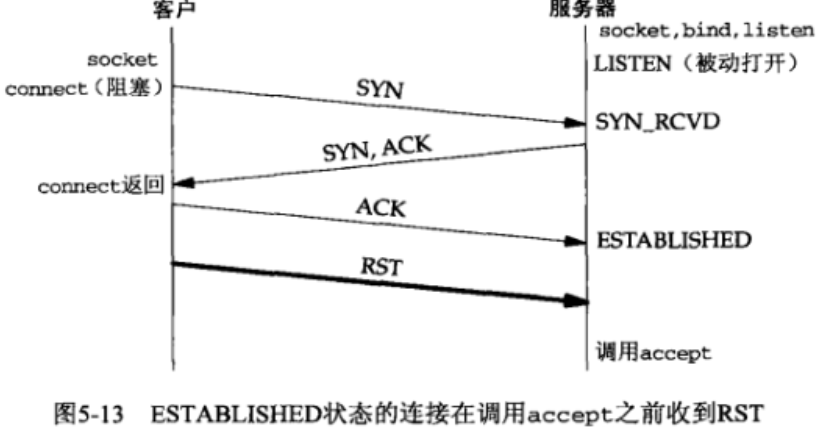 客户
服务器
socket,bind,listen
socket
LISTEN（被动打开）
connect（阻塞）
SYN
SYN_RCVD
SYN, ACK
connect返回
ACK
ESTABLISHED
RST
调用accept
图5-13 ESTABLISHED状态的连接在调用accept之前收到RST